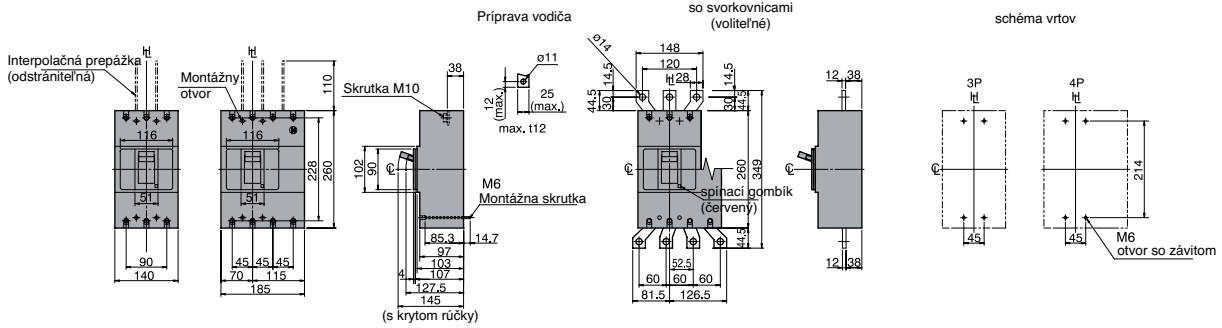 Príprava vodiča
so svorkovnicami
(voliteľné)
schéma vrtov
Interpolačná prepážka
(odstrániteľná)
Montážny
otvor
110
116
116
51
51
228
260
90
140
45
45
45
70
115
185
38
Skrutka M10
102
90
M6
Montážna skrutka
85.3
14.7
97
103
4
107
127.5
145
(s krytom rúčky)
ø11
12
(max.)
25
(max.)
max. t12
ø14
148
120
28
14.5
44.5
30
14.5
30
44.5
260
349
spínací gombík
(červený)
44.5
52.5
60
60
60
81.5
126.5
12
38
12
38
3P
4P
214
45
45
M6
otvor so závitom